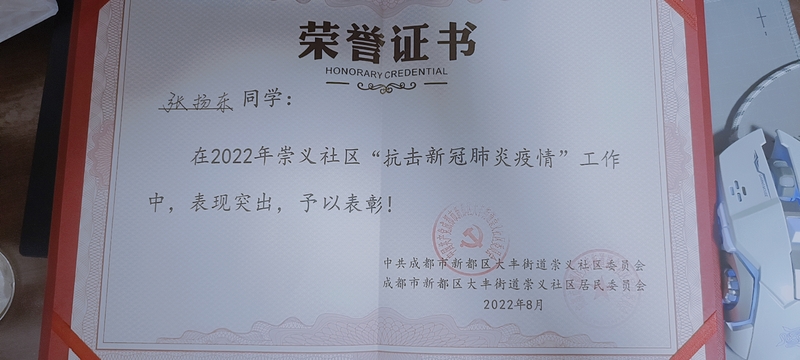 荣誉证书
HONORARY CREDENTIAL
张扬东同学：
在2022年崇义社区“抗击新冠肺炎疫情”工作
中，表现突出，予以表彰！
中共成都市新都区大丰街道崇义社区委员会
成都市新都区大丰街道崇义社区居民委员会
2022年8月